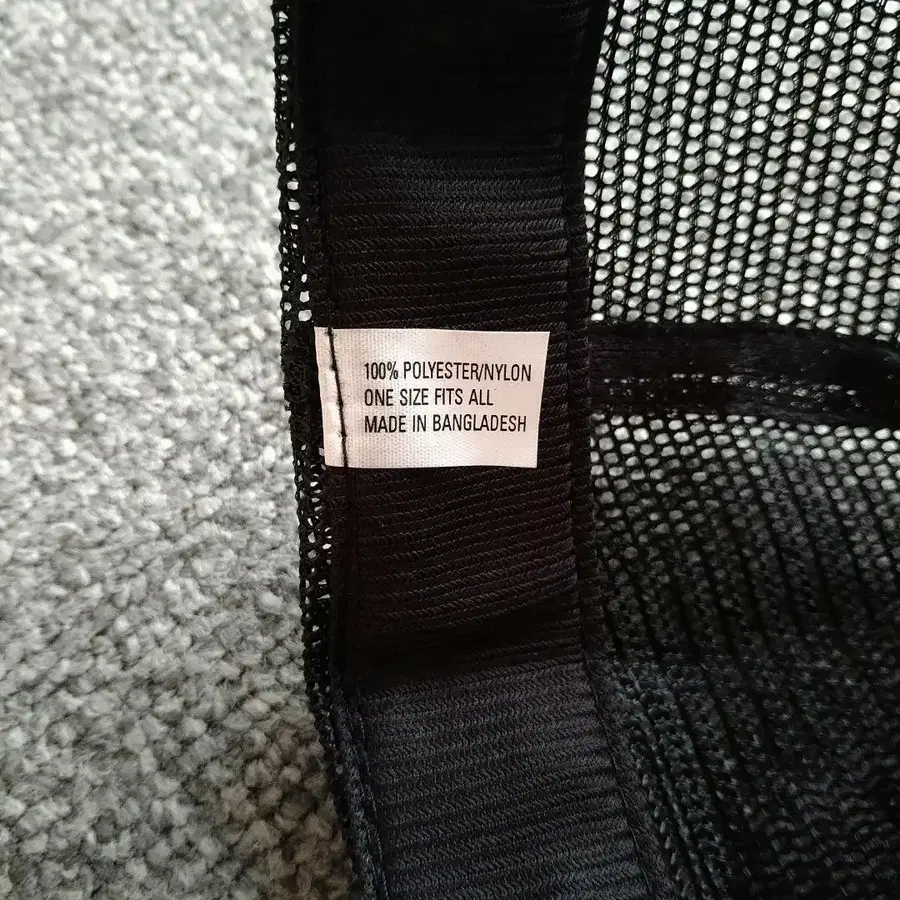 100% POLYESTER/NYLON
ONE SIZE FITS ALL
MADE IN BANGLADESH